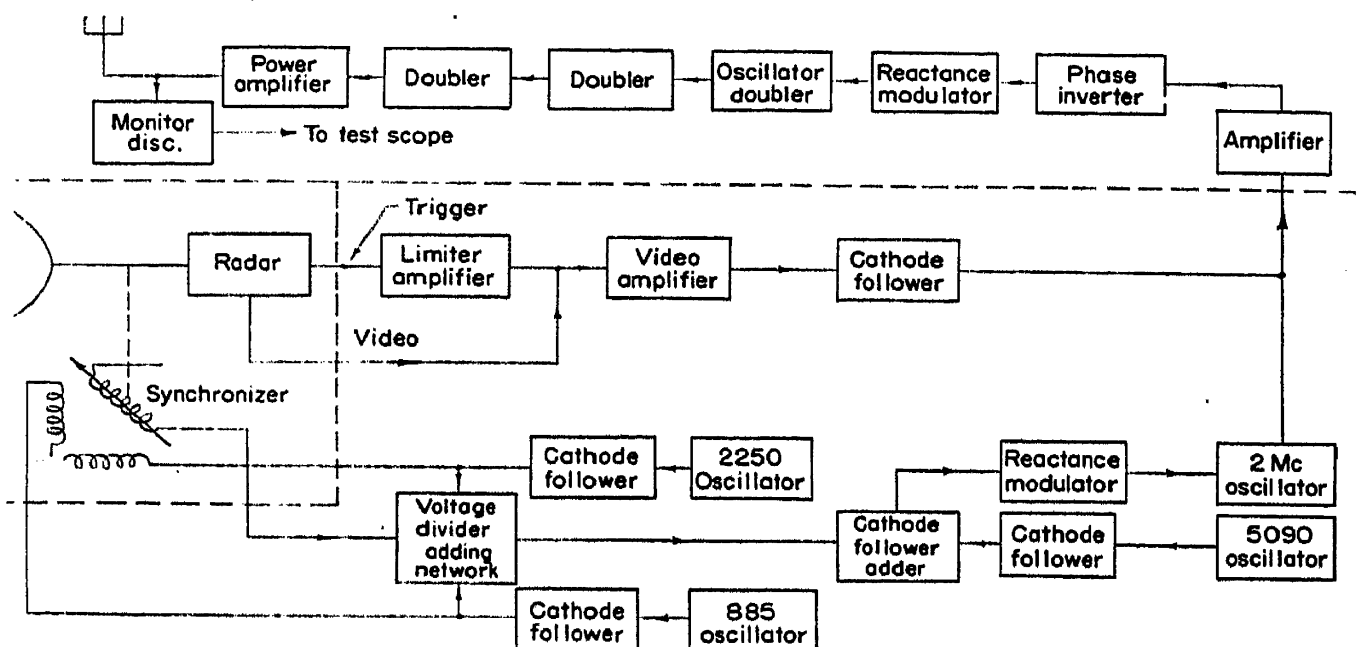 Power
amplifier
Doubler
Doubler
Oscillator
doubler
Reactance
modulator
Phase
inverter
Monitor
disc.
To test scope
Amplifier
Trigger
Radar
Limiter
amplifier
Video
amplifier
Cathode
follower
Video
Synchronizer
Cathode
follower
2250
Oscillator
Reactance
modulator
2 Mc
oscillator
Voltage
divider
adding
network
Cathode
follower
adder
Cathode
follower
5090
oscillator
Cathode
follower
885
oscillator